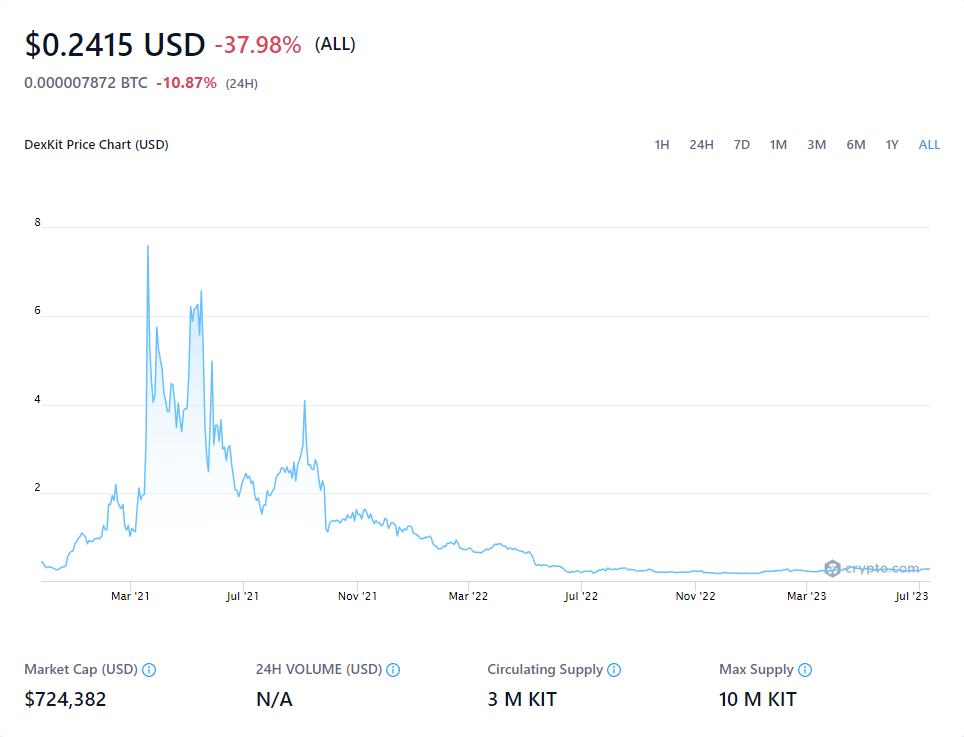 $0.2415 USD -37.98% (ALL)
0.000007872 BTC -10.87% (24H)
DexKit Price Chart (USD) 1H 24H 7D 1M 3M 6M 1Y ALL
8
6
4
2
crypto.com
Mar '21 Jul '21 Nov '21 Mar '22 Jul '22 Nov '22 Mar '23 Jul '23
Market Cap (USD) 24H VOLUME (USD) Circulating Supply Max Supply
$724,382 N/A 3 M KIT 10 M KIT